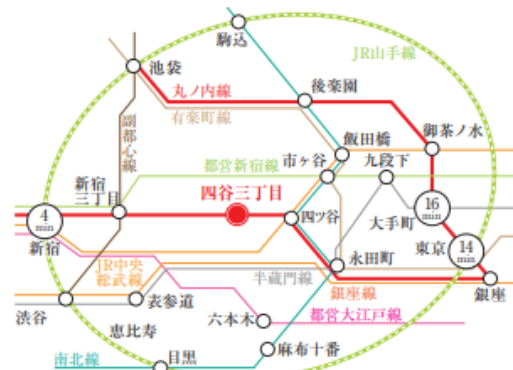 駒込
JR山手線
池袋
丸ノ内線
後楽園
有楽町線
副都心線
飯田橋
御茶ノ水
市ヶ谷
九段下
都営新宿線
新宿
三丁目
四谷三丁目
4
min
新宿
四ツ谷
大手町
16
min
東京
14
min
永田町
JR中央
総武線
半蔵門線
銀座線
銀座
渋谷
表参道
恵比寿
六本木
都営大江戸線
南北線
目黒
麻布十番